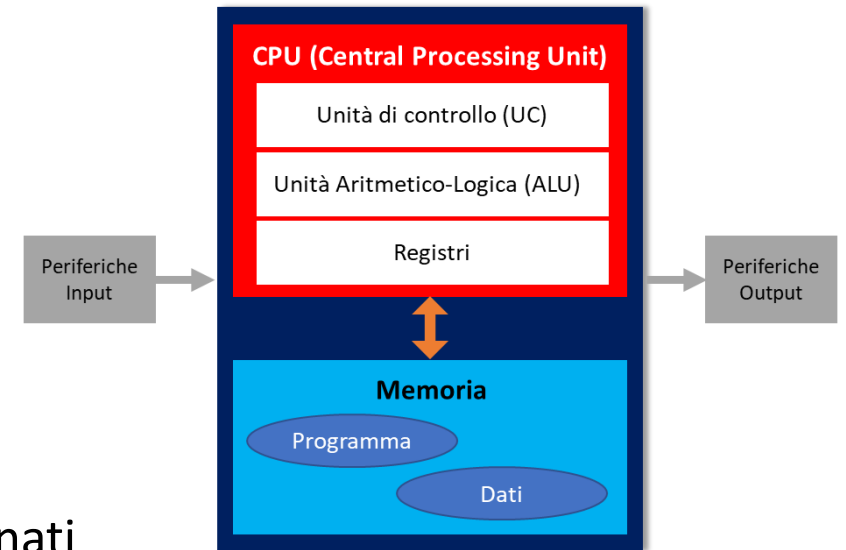 CPU (Central Processing Unit)
Unità di controllo (UC)
Unità Aritmetico-Logica (ALU)
Registri
Periferiche
Input
Periferiche
Output
Memoria
Programma
Dati